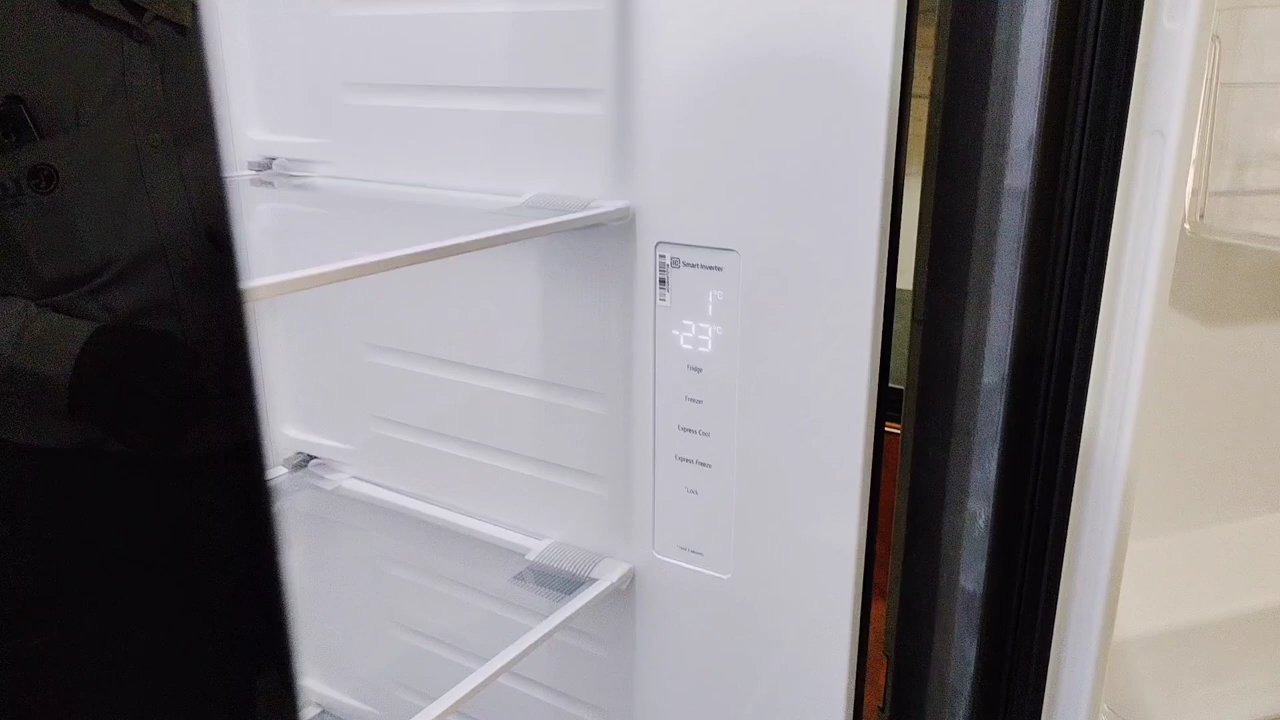 Smart Inverter
1°C
-23°C
Fridge
Freezer
Express Cool
Express Freeze
*Lock